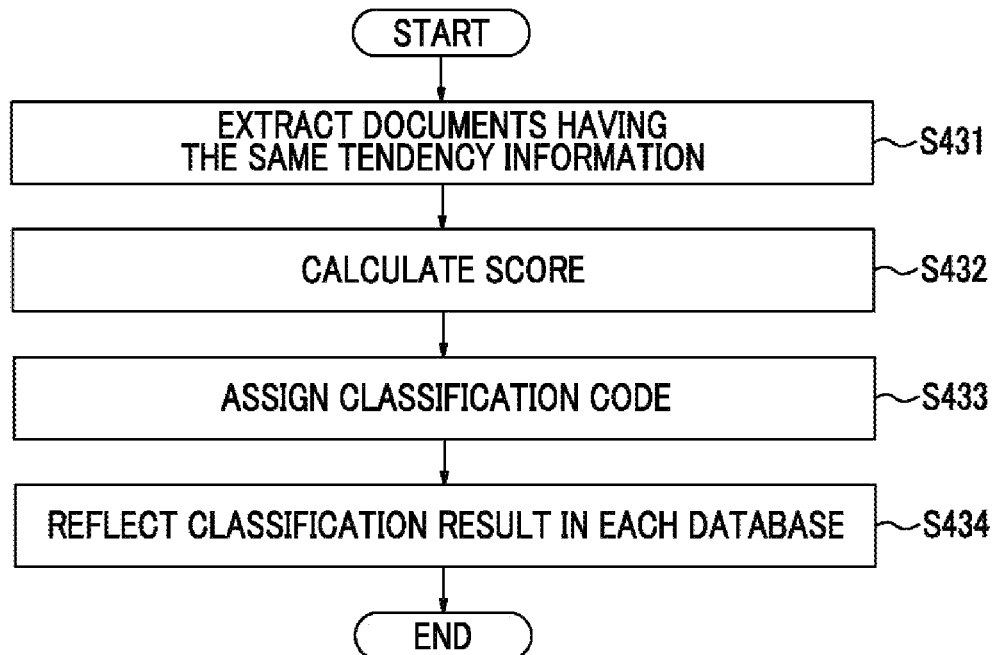 START
EXTRACT DOCUMENTS HAVING
THE SAME TENDENCY INFORMATION
S431
CALCULATE SCORE
S432
ASSIGN CLASSIFICATION CODE
S433
REFLECT CLASSIFICATION RESULT IN EACH DATABASE
S434
END